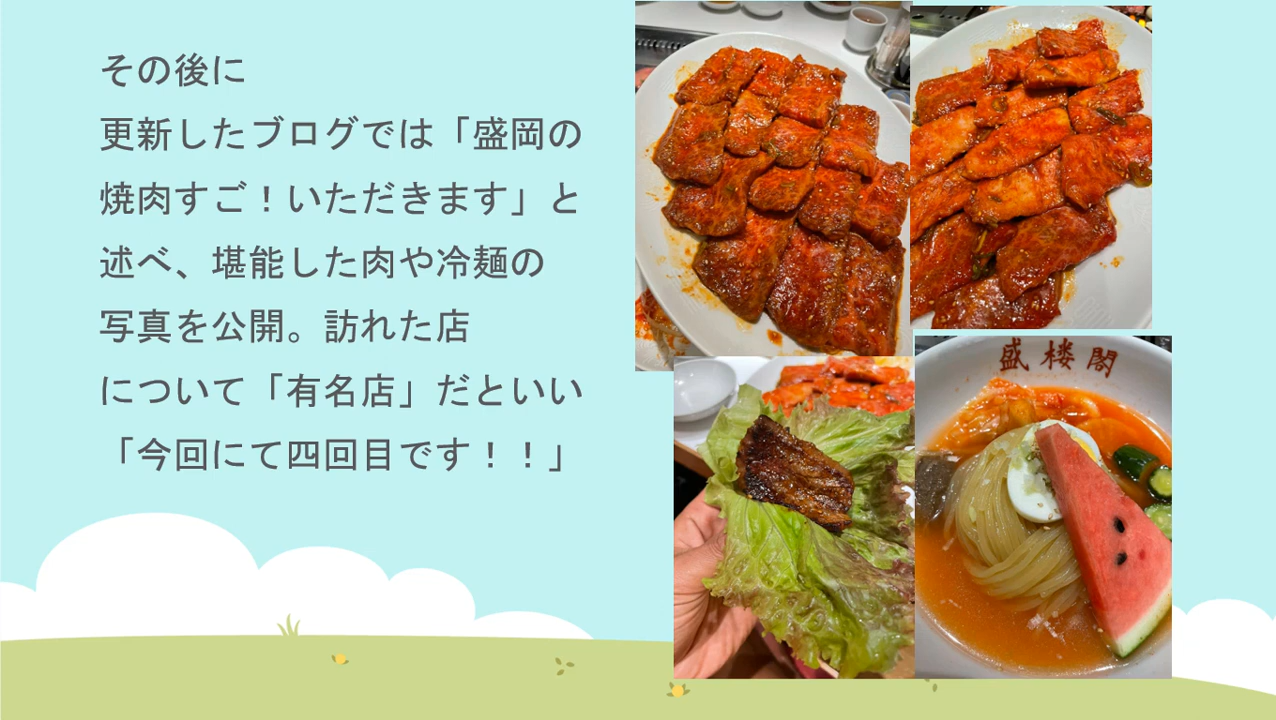 その後に
更新したブログでは「盛岡の
焼肉すご！いただきます」と
述べ、堪能した肉や冷麺の
写真を公開。訪れた店
について「有名店」だといい
「今回にて四回目です！！」
盛楼閣